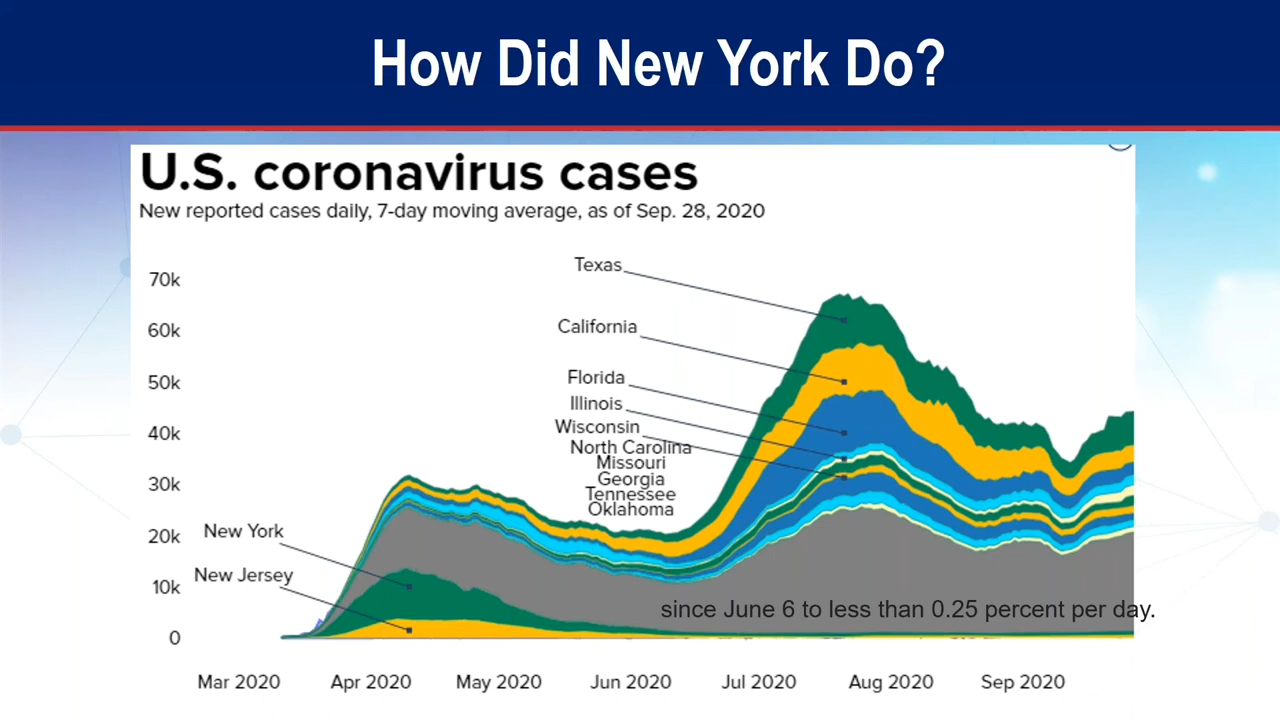 How Did New York Do?
U.S. coronavirus cases
New reported cases daily, 7-day moving average, as of Sep. 28, 2020
Texas
70k
California
60k
Florida
50k
Illinois
Wisconsin
40k
North Carolina
Missouri
Georgia
30k
Tennessee
Oklahoma
New York
20k
New Jersey
10k
since June 6 to less than 0.25 percent per day.
0
Mar 2020 Apr 2020 May 2020 Jun 2020 Jul 2020 Aug 2020 Sep 2020